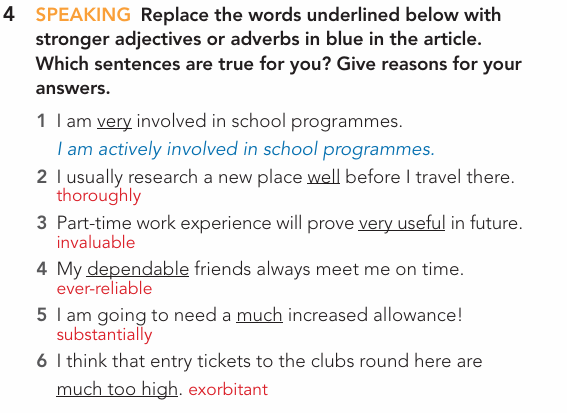 4 SPEAKING Replace the words underlined below with
stronger adjectives or adverbs in blue in the article.
Which sentences are true for you? Give reasons for your
answers.
1 I am very involved in school programmes.
I am actively involved in school programmes.
2 I usually research a new place well before I travel there.
thoroughly
3 Part-time work experience will prove very useful in future.
invaluable
4 My dependable friends always meet me on time.
ever-reliable
5 I am going to need a much increased allowance!
substantially
6 I think that entry tickets to the clubs round here are
much too high. exorbitant